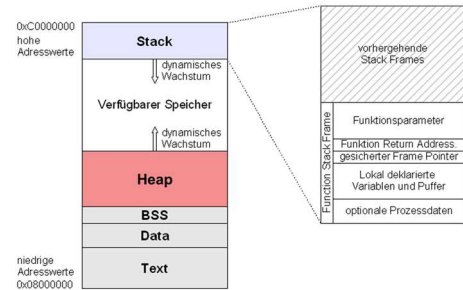 0xC0000000
hohe
Adresswerte
Stack
dynamisches
Wachstum
Verfügbarer Speicher
dynamisches
Wachstum
Heap
BSS
Data
Text
niedrige
Adresswerte
0x08000000
vorhergehende
Stack Frames
Function Stack Frame
Funktionsparameter
Funktion Return Address.
gesicherter Frame Pointer
Lokal deklarierte
Variablen und Puffer
optionale Prozessdaten